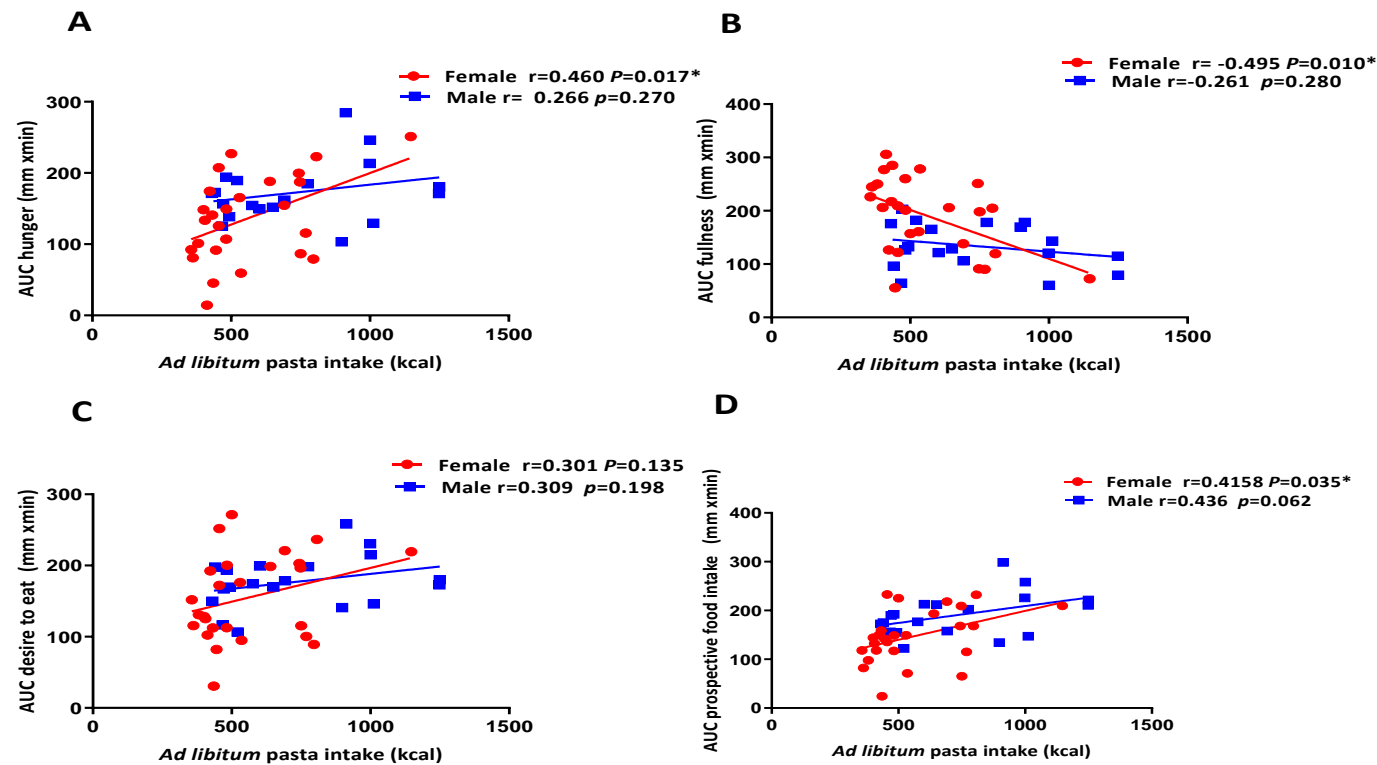 A
Female r=0.460 P=0.017*
Male r= 0.266 p=0.270
300
200
100
0
0
500
1000
1500
AUC hunger (mm xmin)
Ad libitum pasta intake (kcal)
B
Female r= -0.495 P=0.010*
Male r=-0.261 p=0.280
400
300
200
100
0
0
500
1000
1500
AUC fullness (mm xmin)
Ad libitum pasta intake (kcal)
C
Female r=0.301 P=0.135
Male r=0.309 p=0.198
300
200
100
0
0
500
1000
1500
AUC desire to eat (mm xmin)
Ad libitum pasta intake (kcal)
D
Female r=0.4158 P=0.035*
Male r=0.436 p=0.062
400
300
200
100
0
0
500
1000
1500
AUC prospective food intake (mm xmin)
Ad libitum pasta intake (kcal)